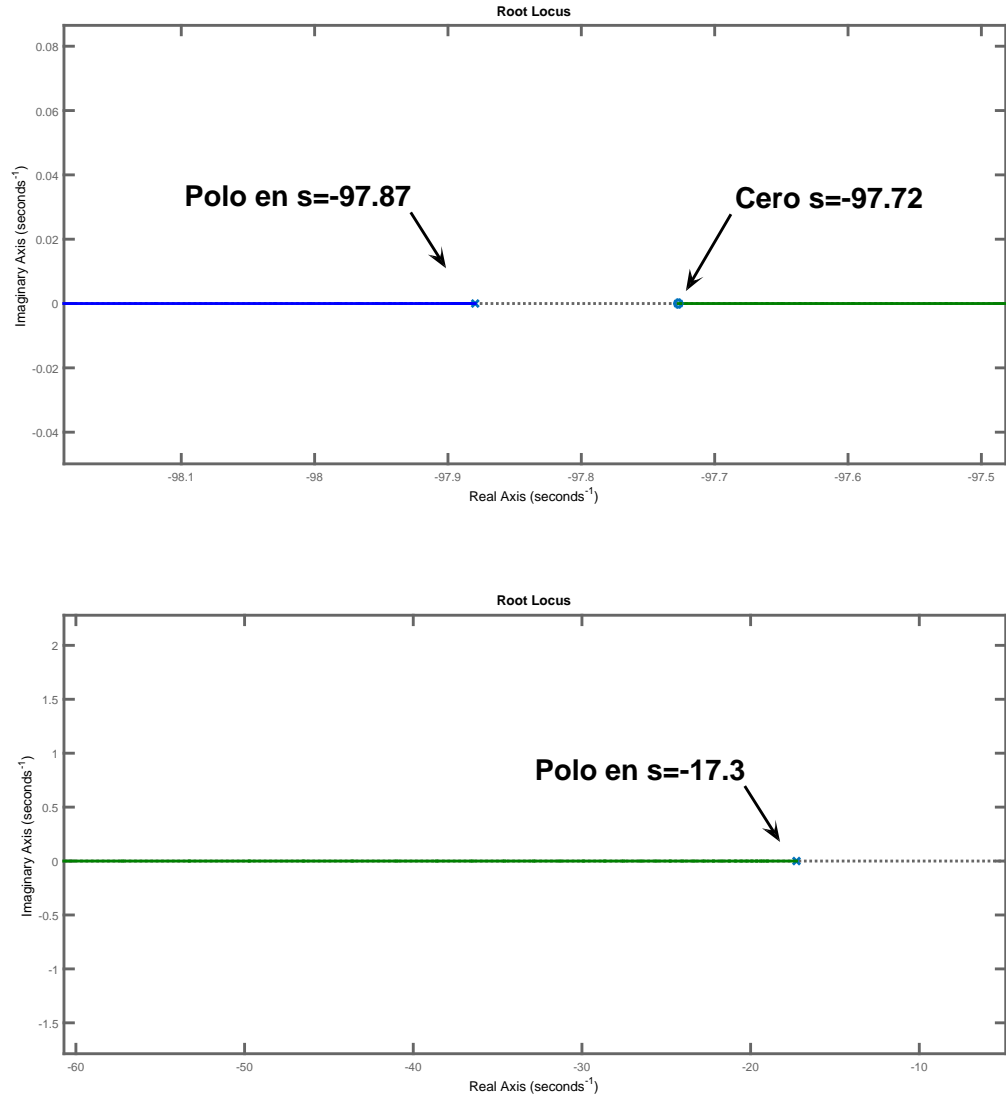 Root Locus
0.08
0.06
0.04
0.02
0
-0.02
-0.04
Imaginary Axis (seconds⁻¹)
Polo en s=-97.87
Cero s=-97.72
-98.1 -98 -97.9 -97.8 -97.7 -97.6 -97.5
Real Axis (seconds⁻¹)
Root Locus
2
1.5
1
0.5
0
-0.5
-1
-1.5
Imaginary Axis (seconds⁻¹)
Polo en s=-17.3
-60 -50 -40 -30 -20 -10
Real Axis (seconds⁻¹)